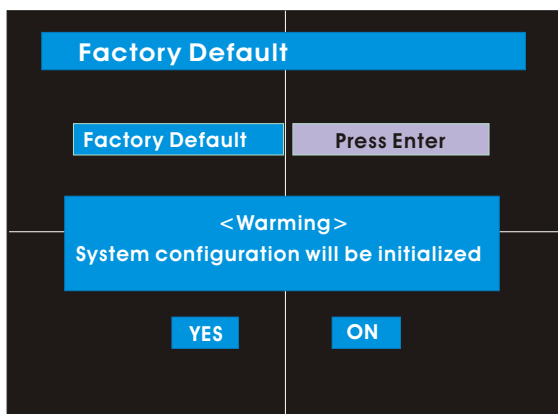 Factory Default
Factory Default Press Enter
<Warming>
System configuration will be initialized
YES ON